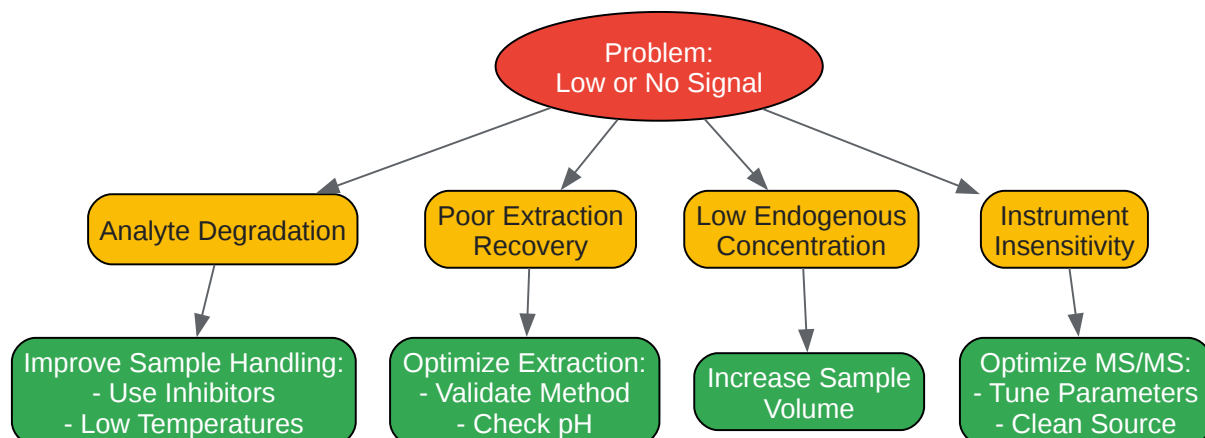 Problem:
Low or No Signal
Analyte Degradation
Poor Extraction
Recovery
Low Endogenous
Concentration
Instrument
Insensitivity
Improve Sample Handling:
- Use Inhibitors
- Low Temperatures
Optimize Extraction:
- Validate Method
- Check pH
Increase Sample
Volume
Optimize MS/MS:
- Tune Parameters
- Clean Source